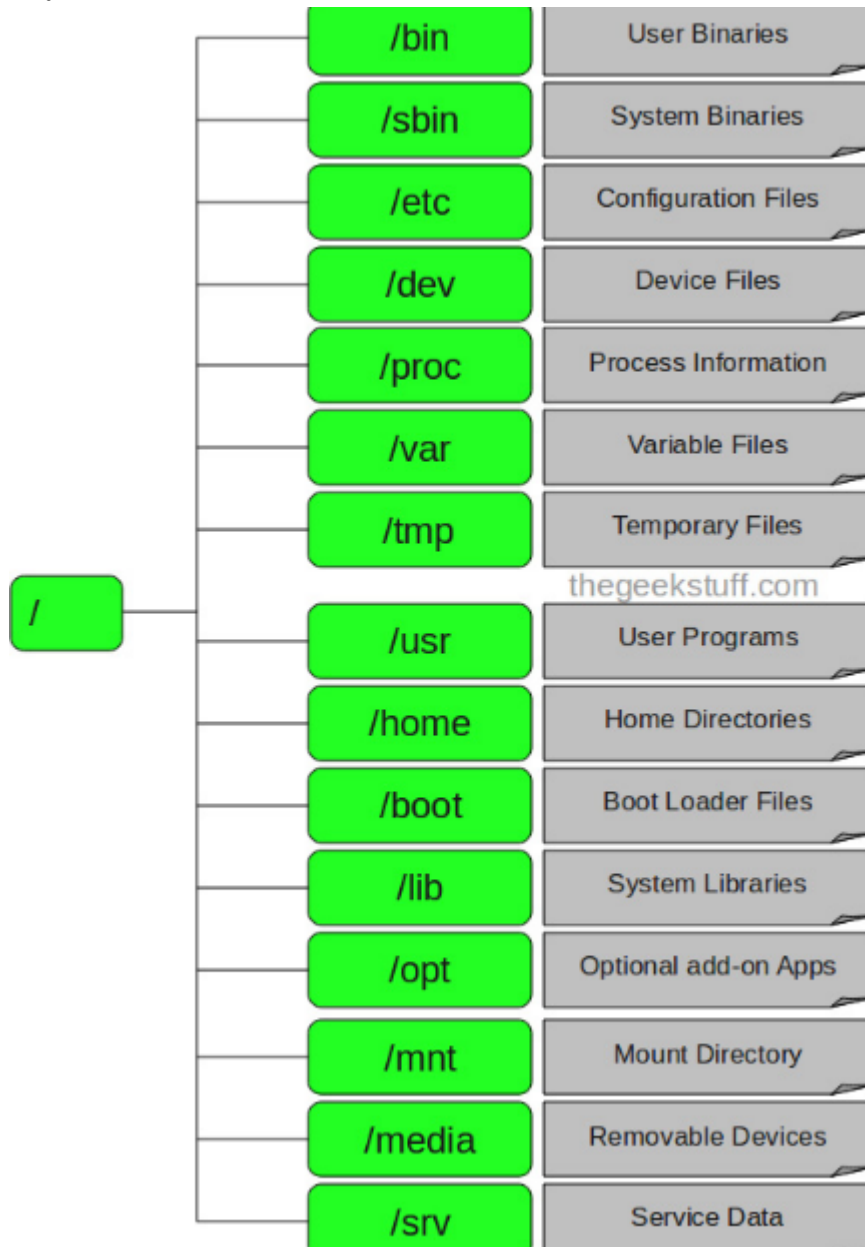 /bin User Binaries
/sbin System Binaries
/etc Configuration Files
/dev Device Files
/proc Process Information
/var Variable Files
/tmp Temporary Files
thegeekstuff.com
/
/usr User Programs
/home Home Directories
/boot Boot Loader Files
/lib System Libraries
/opt Optional add-on Apps
/mnt Mount Directory
/media Removable Devices
/srv Service Data